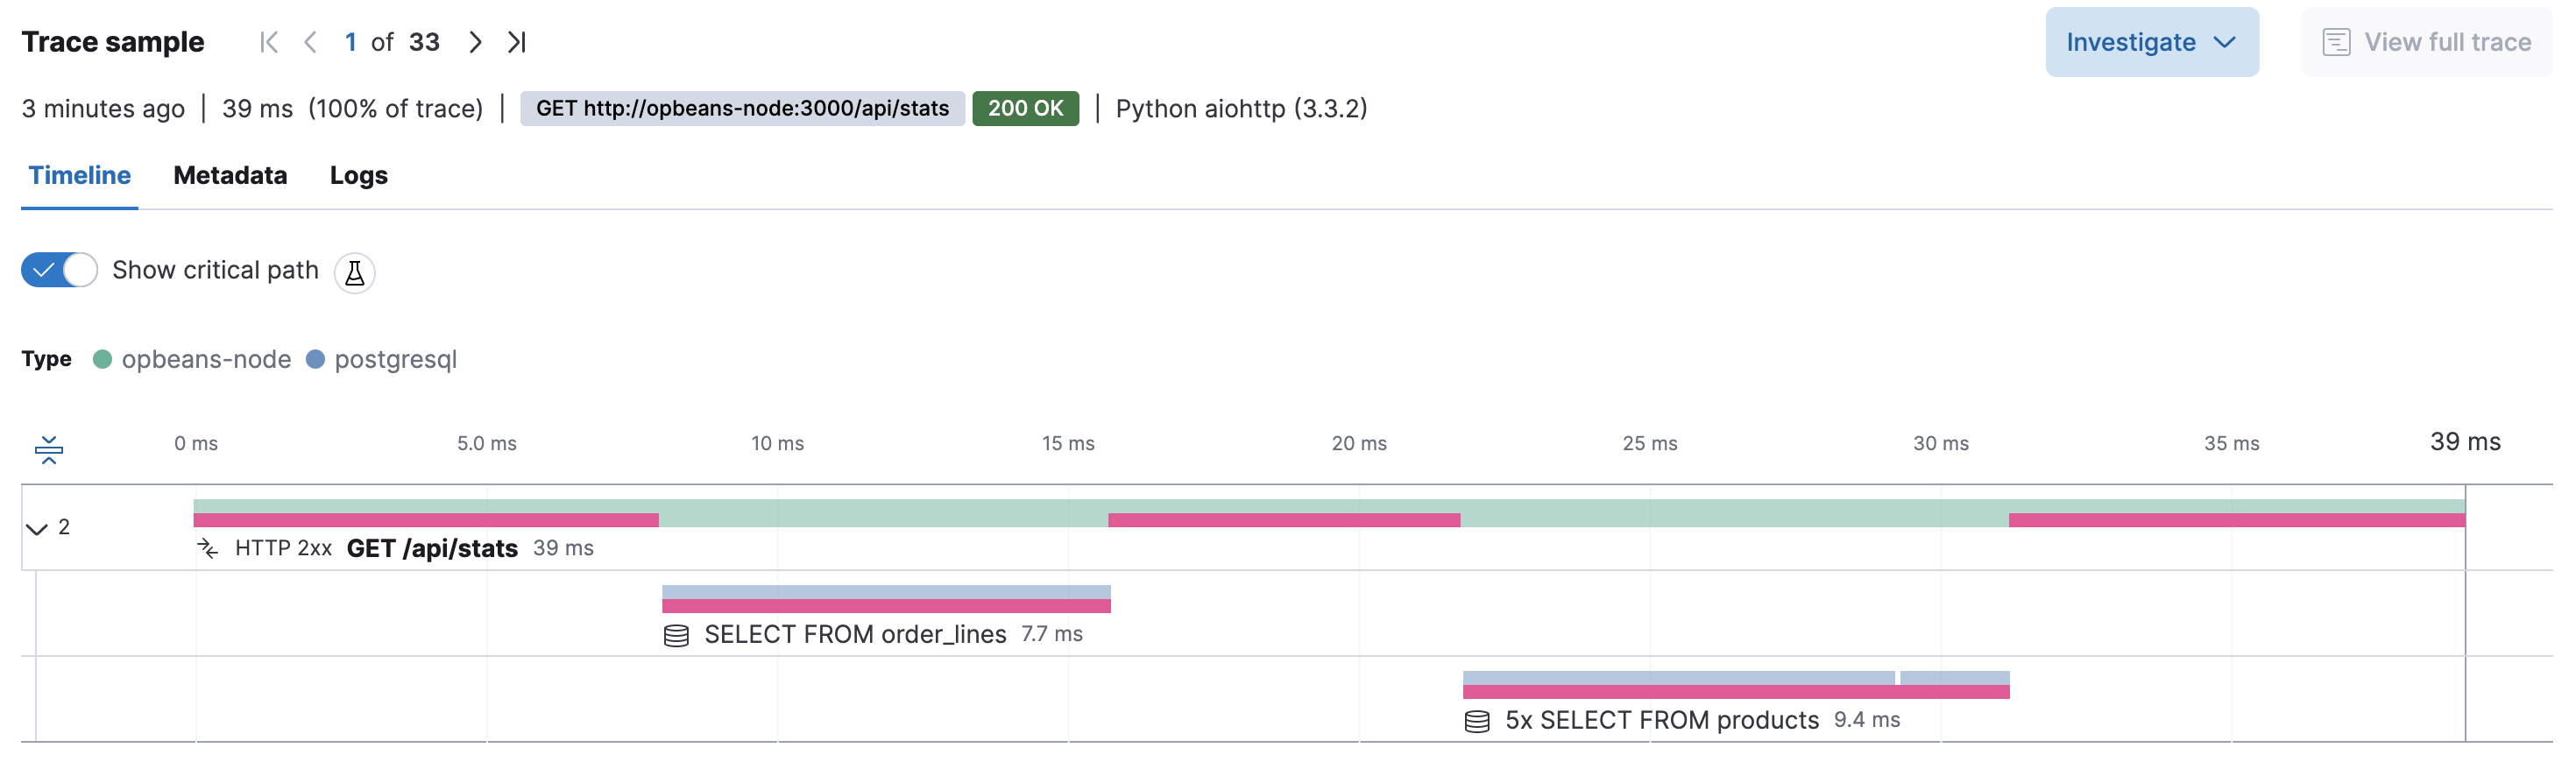 Trace sample 1 of 33 Investigate View full trace
3 minutes ago | 39 ms (100% of trace) | GET http://opbeans-node:3000/api/stats 200 OK | Python aiohttp (3.3.2)
Timeline Metadata Logs
Show critical path
Type opbeans-node postgresql
0 ms 5.0 ms 10 ms 15 ms 20 ms 25 ms 30 ms 35 ms 39 ms
2
HTTP 2xx GET /api/stats 39 ms
SELECT FROM order_lines 7.7 ms
5x SELECT FROM products 9.4 ms